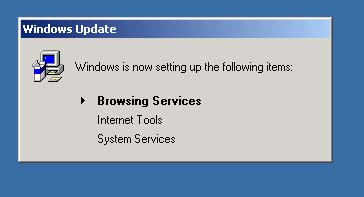 Windows Update
Windows is now setting up the following items:
Browsing Services
Internet Tools
System Services